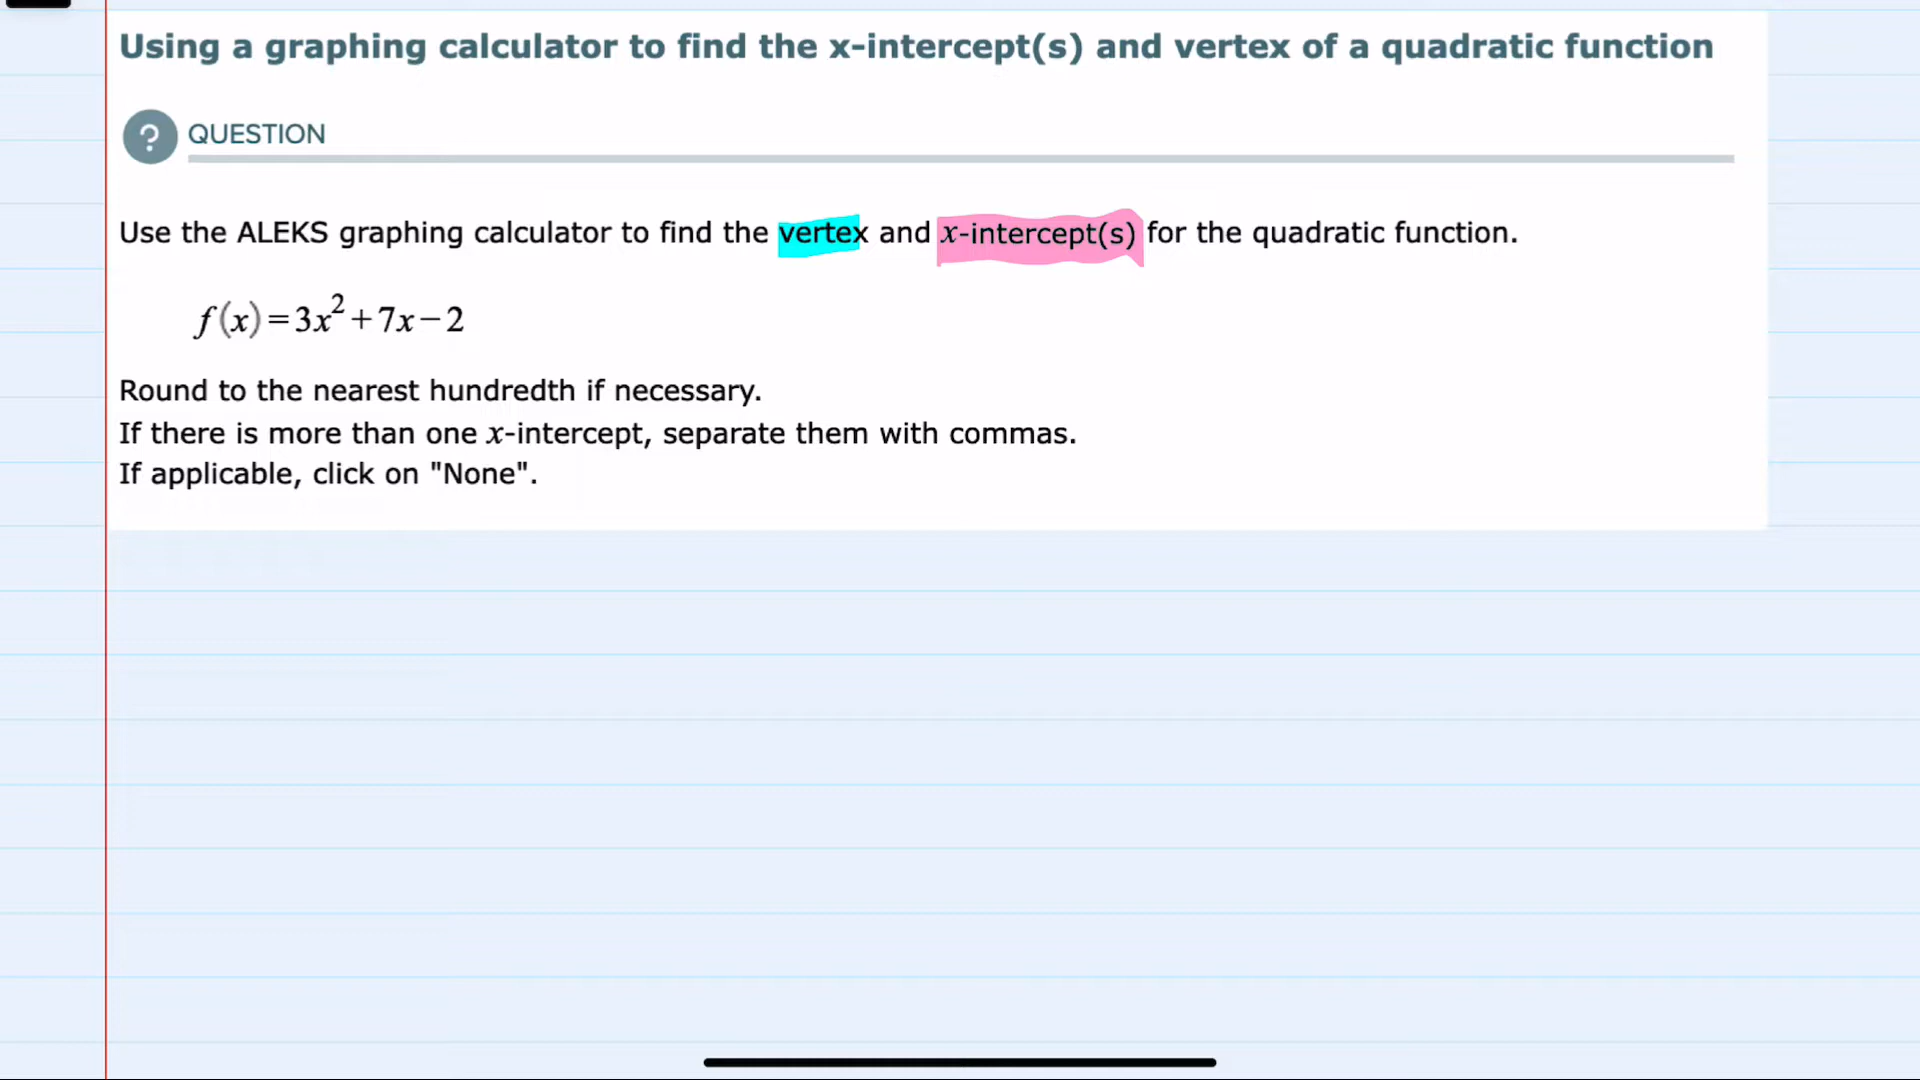 Using a graphing calculator to find the x-intercept(s) and vertex of a quadratic function
? QUESTION
Use the ALEKS graphing calculator to find the vertex and x-intercept(s) for the quadratic function.
f(x)=3x²+7x−2
Round to the nearest hundredth if necessary.
If there is more than one x-intercept, separate them with commas.
If applicable, click on "None".